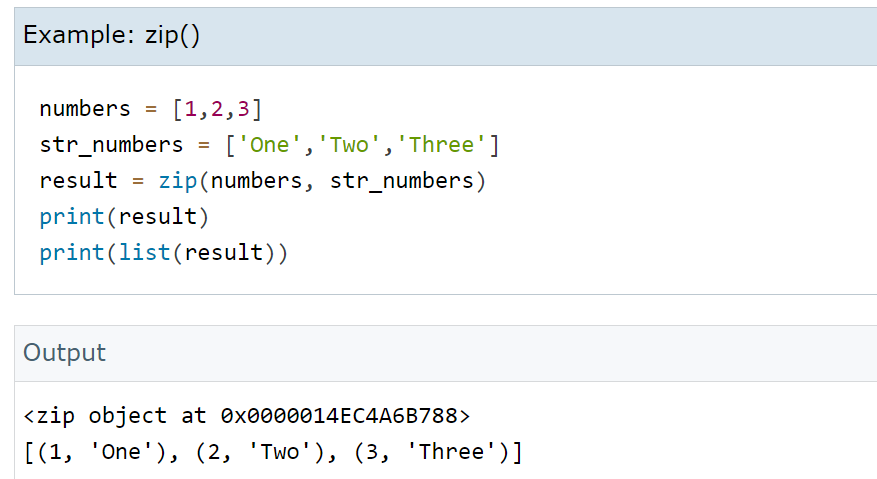 Example: zip()
numbers = [1,2,3]
str_numbers = ['One','Two','Three']
result = zip(numbers, str_numbers)
print(result)
print(list(result))
Output
<zip object at 0x0000014EC4A6B788>
[(1, 'One'), (2, 'Two'), (3, 'Three')]